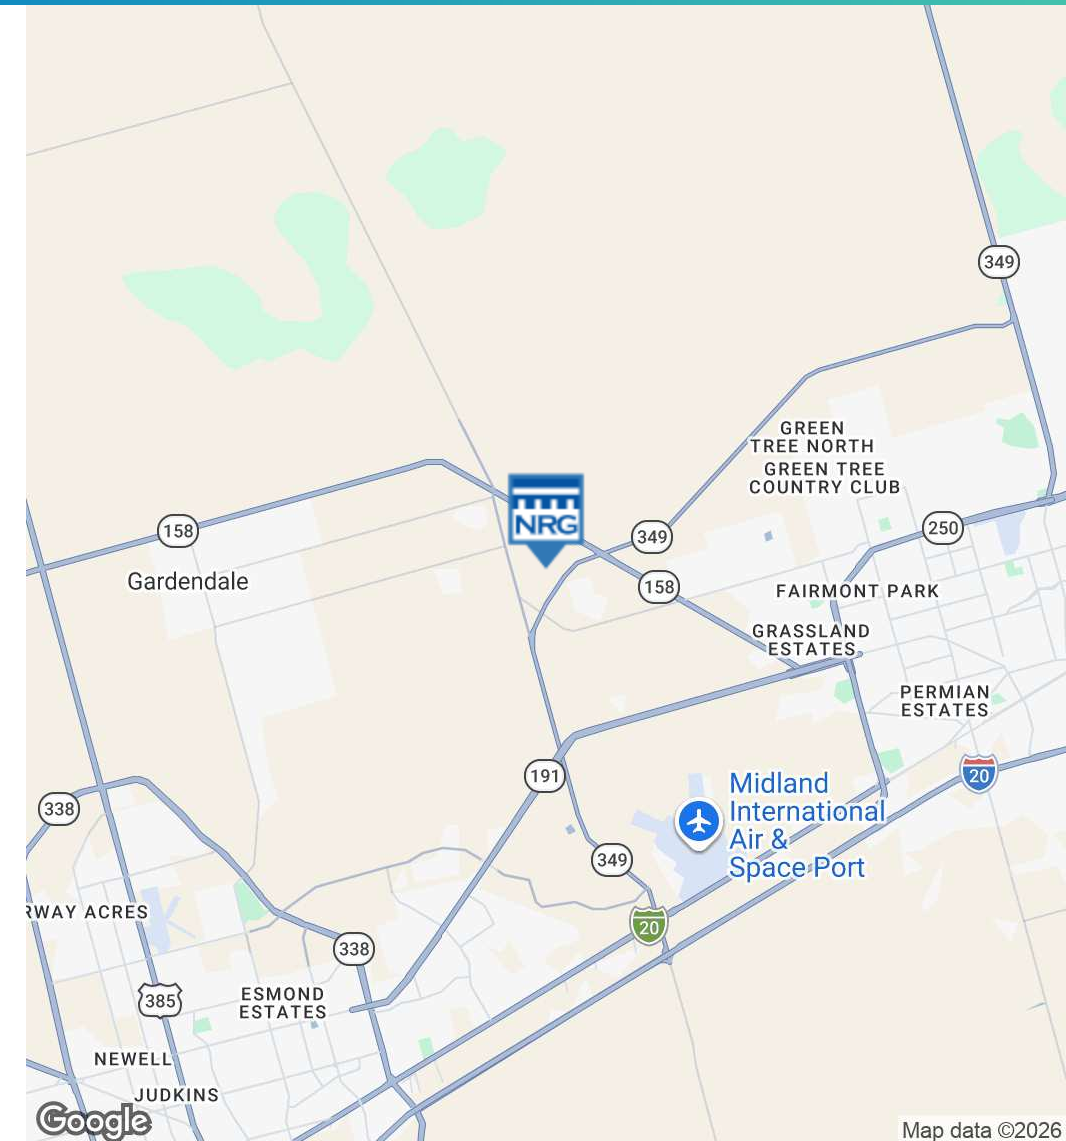 349
GREEN
TREE NORTH
GREEN TREE
COUNTRY CLUB
NRG
158
349
250
Gardendale
158
FAIRMONT PARK
GRASSLAND
ESTATES
PERMIAN
ESTATES
191
20
338
Midland
International
Air &
Space Port
349
RWAY ACRES
20
338
385
ESMOND
ESTATES
NEWELL
JUDKINS
Google
Map data ©2026